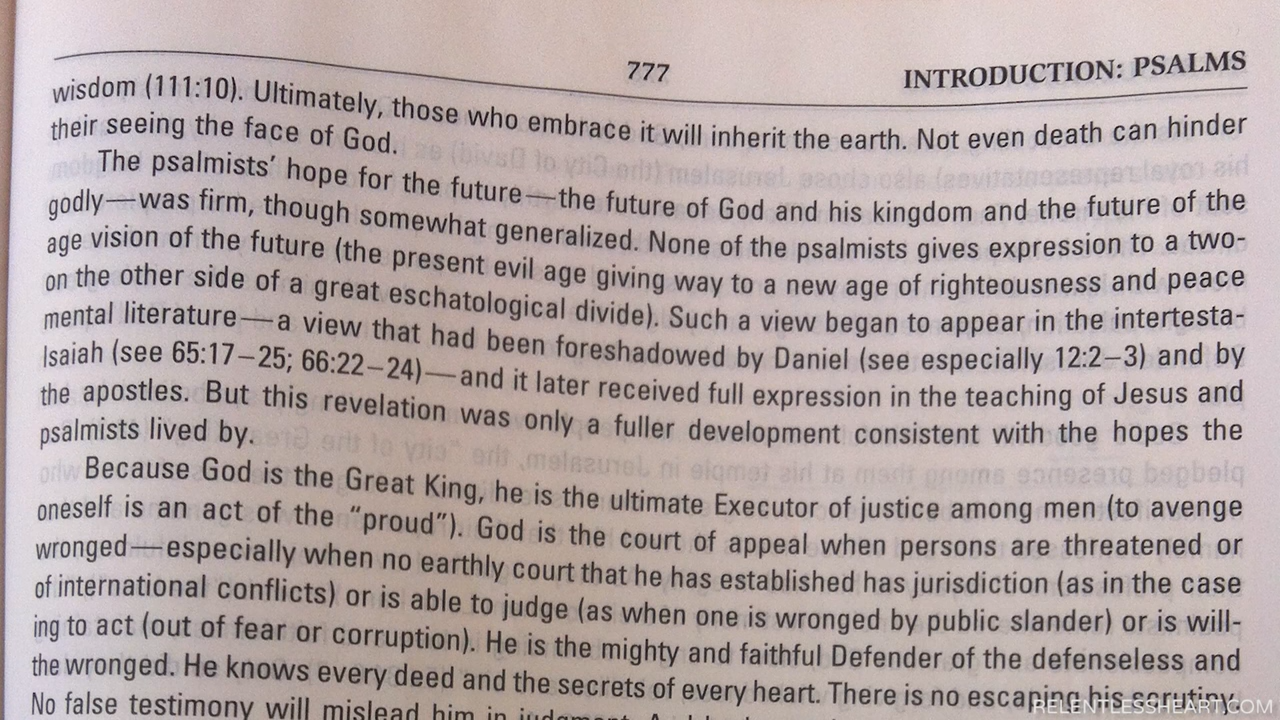 777
INTRODUCTION: PSALMS
wisdom (111:10). Ultimately, those who embrace it will inherit the earth. Not even death can hinder
their seeing the face of God.
The psalmists' hope for the future—the future of God and his kingdom and the future of the
godly—was firm, though somewhat generalized. None of the psalmists gives expression to a two-
age vision of the future (the present evil age giving way to a new age of righteousness and peace
on the other side of a great eschatological divide). Such a view began to appear in the intertesta-
mental literature—a view that had been foreshadowed by Daniel (see especially 12:2–3) and by
Isaiah (see 65:17–25; 66:22–24)—and it later received full expression in the teaching of Jesus and
the apostles. But this revelation was only a fuller development consistent with the hopes the
psalmists lived by.
Because God is the Great King, he is the ultimate Executor of justice among men (to avenge
oneself is an act of the “proud”). God is the court of appeal when persons are threatened or
wronged—especially when no earthly court that he has established has jurisdiction (as in the case
of international conflicts) or is able to judge (as when one is wronged by public slander) or is will-
ing to act (out of fear or corruption). He is the mighty and faithful Defender of the defenseless and
the wronged. He knows every deed and the secrets of every heart. There is no escaping his scrutiny.
No false testimony will mislead him in judgment.
RELENTLESSHEART.COM